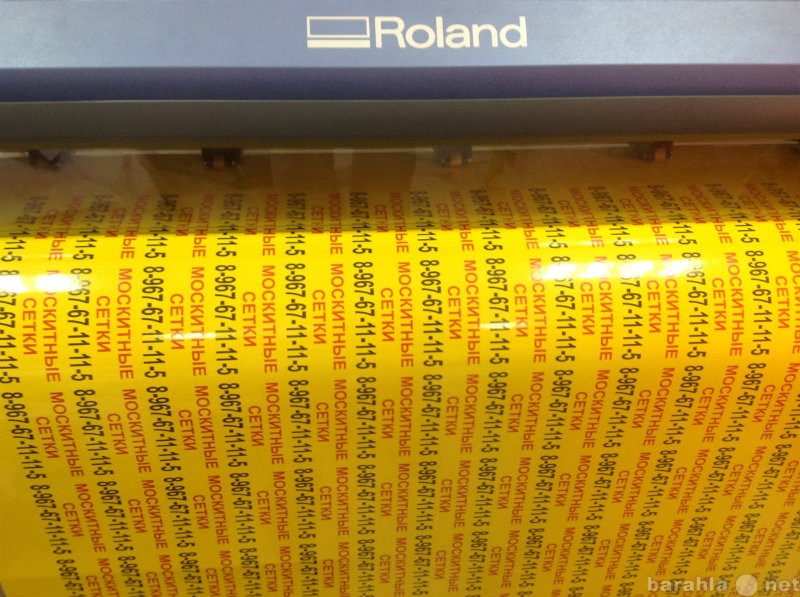 Roland
МОСКИТНЫЕ
СЕТКИ
8-967-67-11-11-5
barahla.net